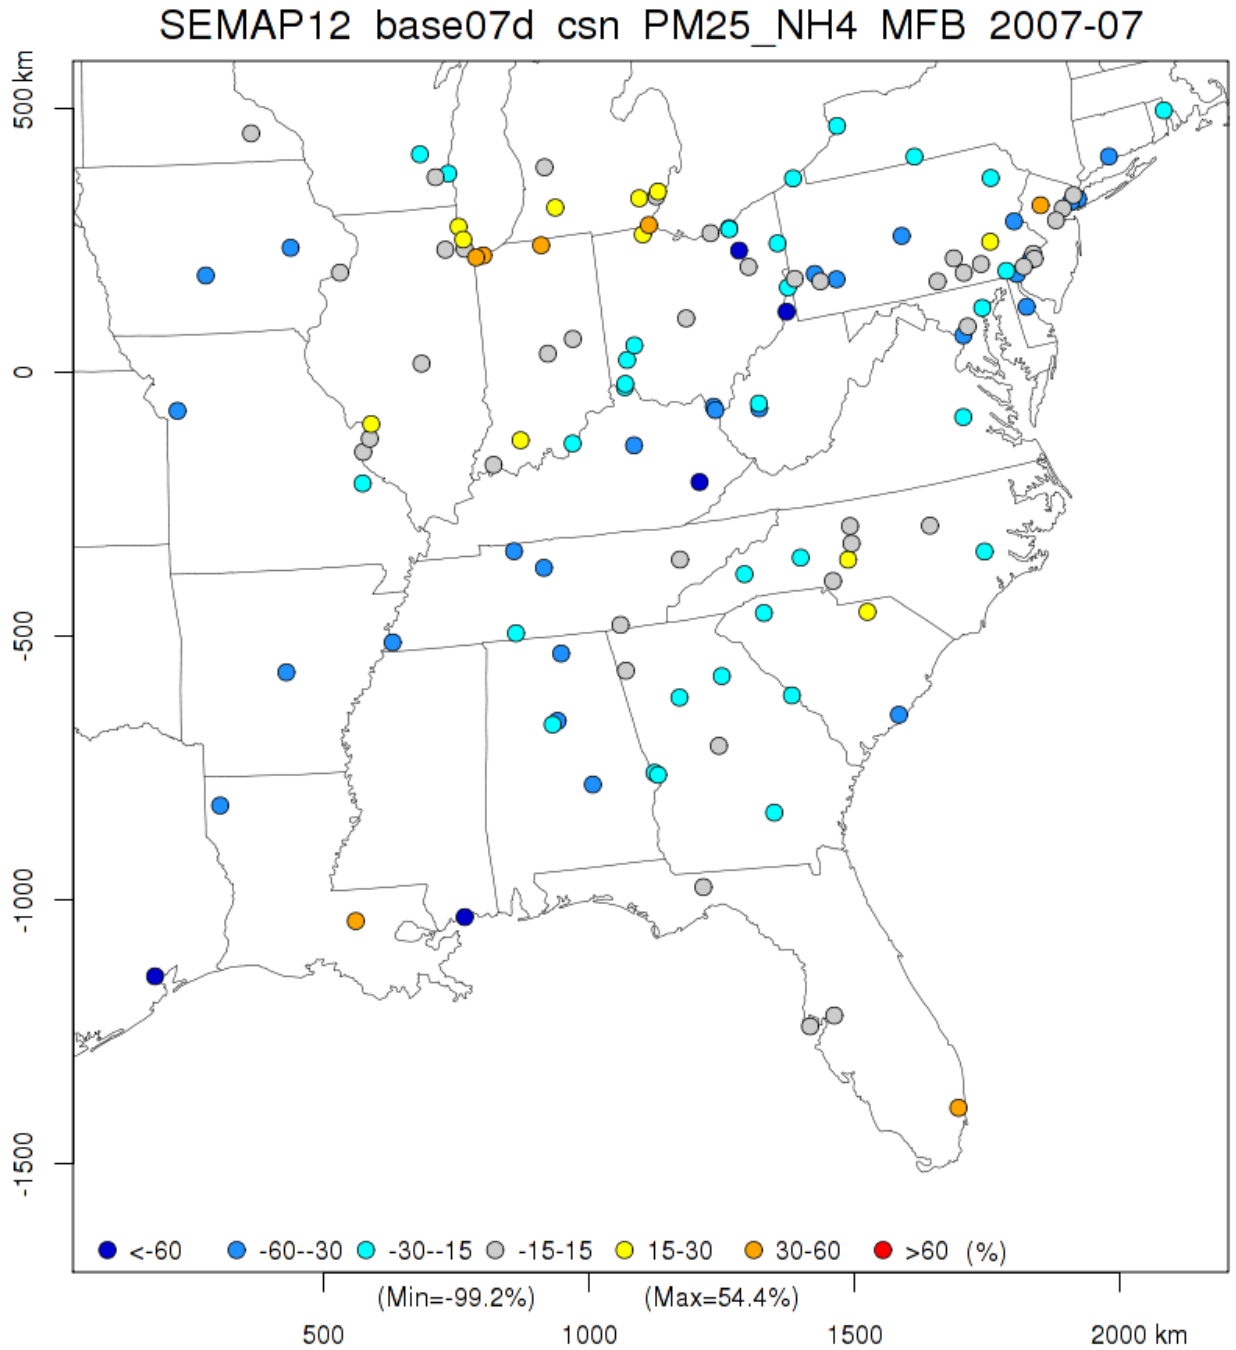 SEMAP12 base07d csn PM25_NH4 MFB 2007-07
500 km
0
-500
-1000
-1500
<-60 -60--30 -30--15 -15-15 15-30 30-60 >60 (%)
(Min=-99.2%) (Max=54.4%)
500 1000 1500 2000 km